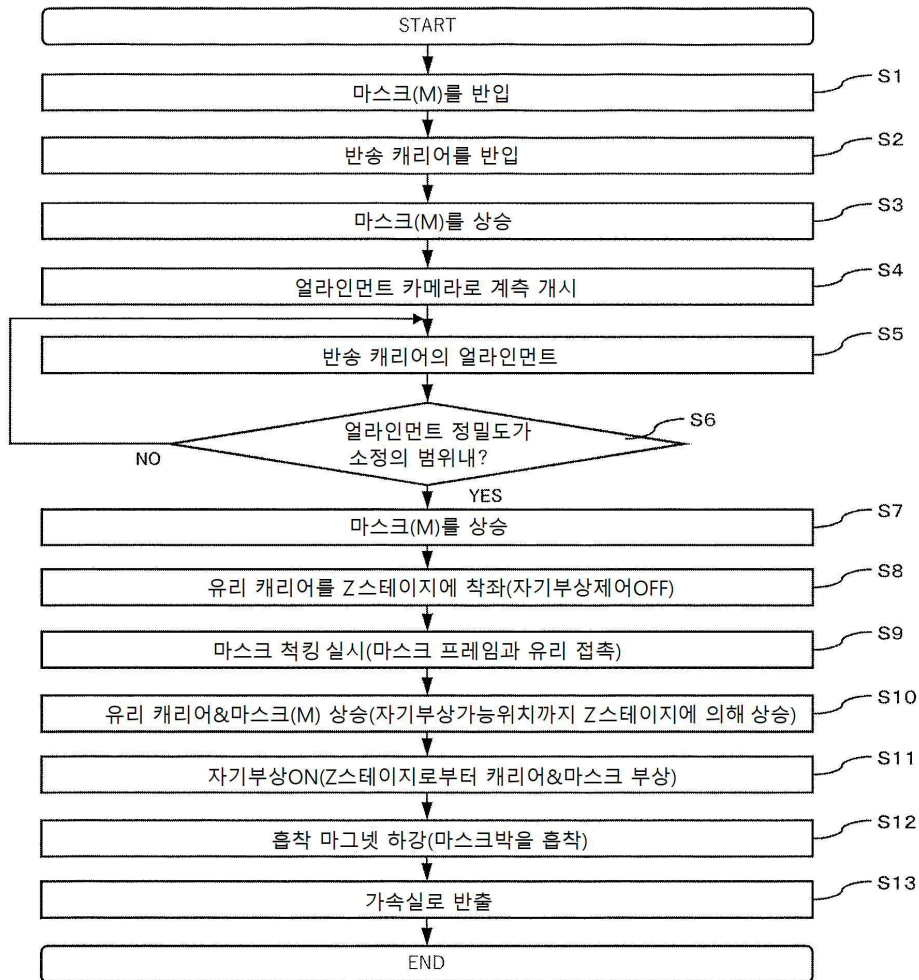 START
마스크(M)를 반입
S1
반송 캐리어를 반입
S2
마스크(M)를 상승
S3
얼라인먼트 카메라로 계측 개시
S4
반송 캐리어의 얼라인먼트
S5
얼라인먼트 정밀도가
소정의 범위내?
S6
NO
YES
마스크(M)를 상승
S7
유리 캐리어를 Z스테이지에 착좌(자기부상제어OFF)
S8
마스크 척킹 실시(마스크 프레임과 유리 접촉)
S9
유리 캐리어&마스크(M) 상승(자기부상가능위치까지 Z스테이지에 의해 상승)
S10
자기부상ON(Z스테이지로부터 캐리어&마스크 부상)
S11
흡착 마그넷 하강(마스크박을 흡착)
S12
가속실로 반출
S13
END